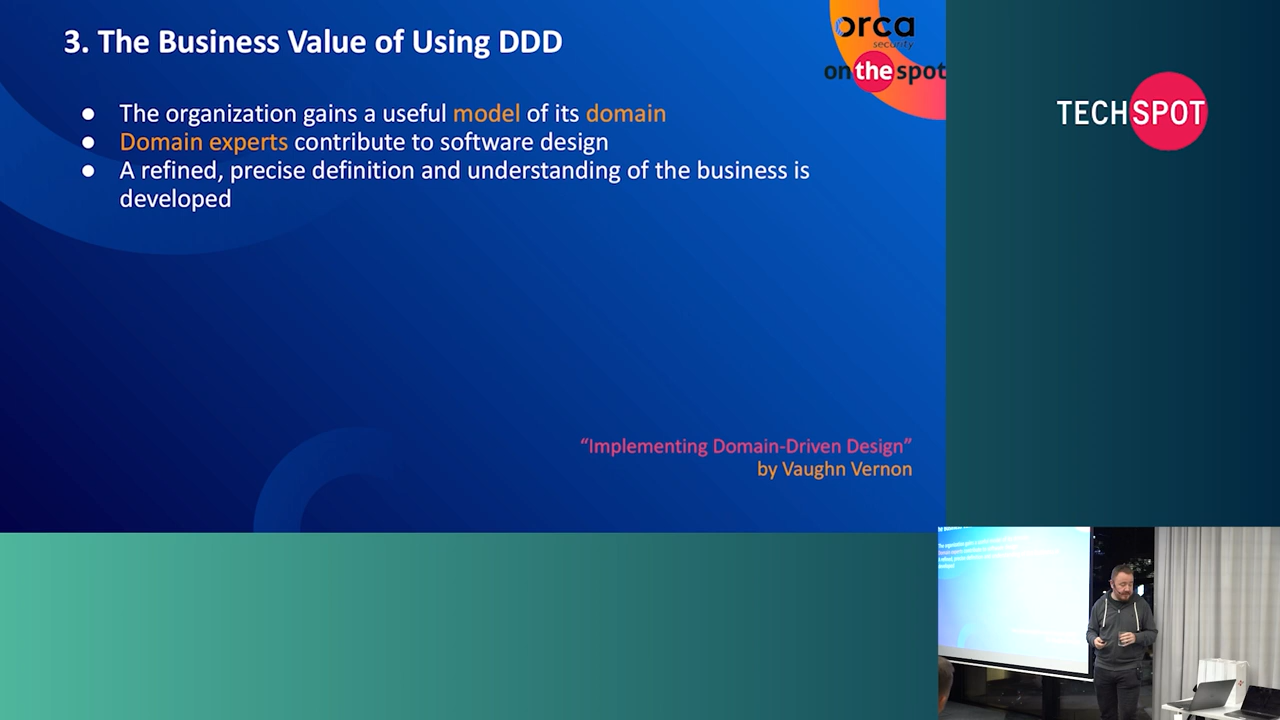 3. The Business Value of Using DDD
orca
security
on the spot
TECHSPOT
● The organization gains a useful model of its domain
● Domain experts contribute to software design
● A refined, precise definition and understanding of the business is
developed
“Implementing Domain-Driven Design”
by Vaughn Vernon